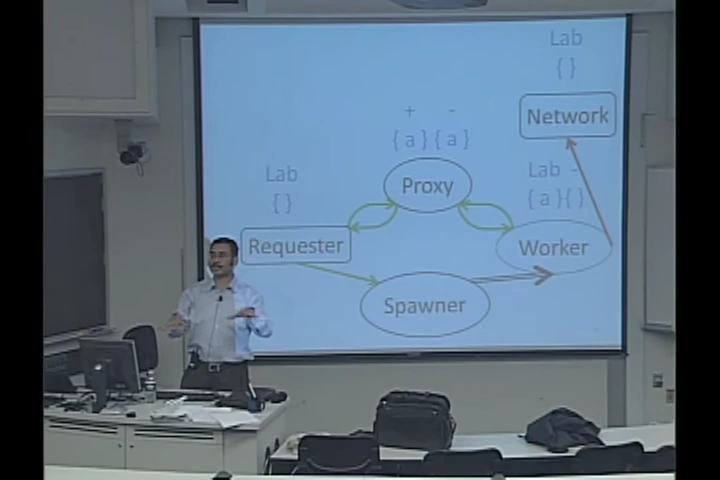 Lab
{ }
Network
+ -
{ a } { a }
Proxy
Lab -
{ a } { }
Lab
{ }
Requester
Worker
Spawner